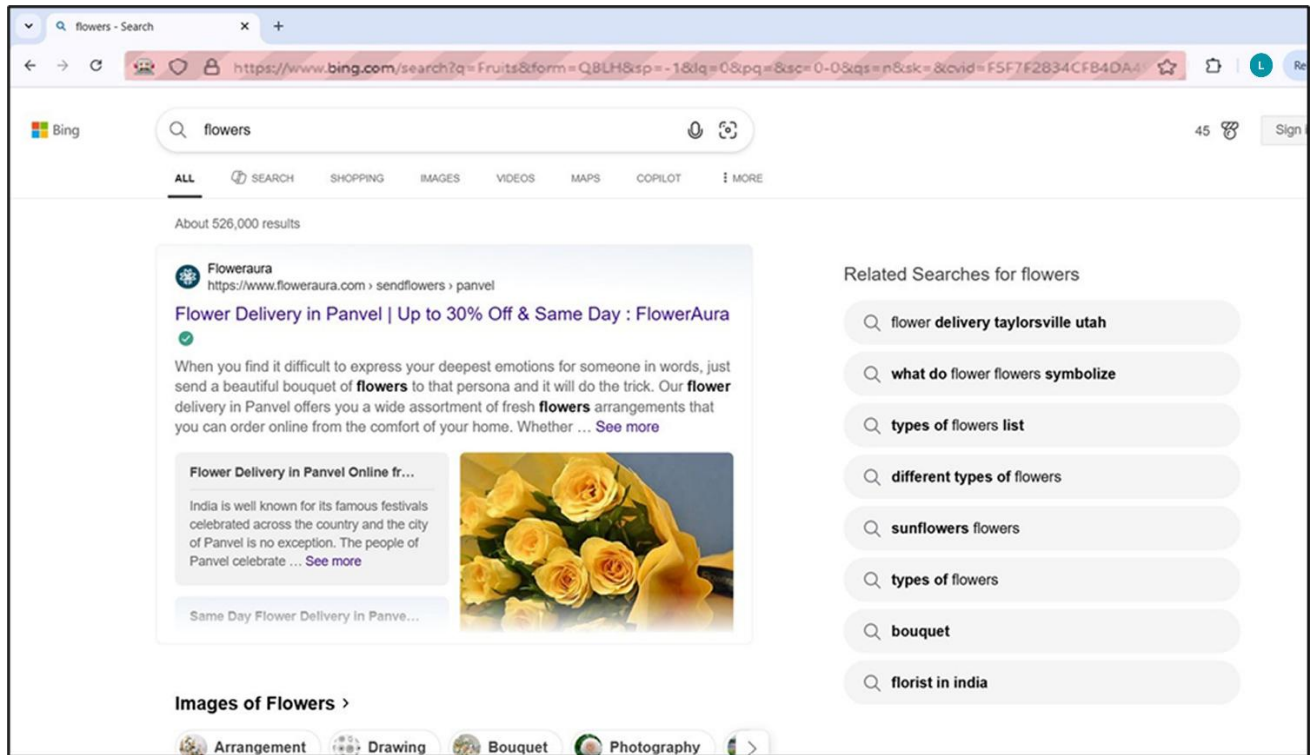 flowers - Search
https://www.bing.com/search?q=Fruits&form=QBLH&sp=-1&lq=0&pq=&sc=0-0&qs=n&sk=&cvid=F5F7F2834CFB4DA4
L
Re
Bing
flowers
45
Sign i
ALL SEARCH SHOPPING IMAGES VIDEOS MAPS COPILOT MORE
About 526,000 results
Floweraura
https://www.floweraura.com › sendflowers › panvel
Flower Delivery in Panvel | Up to 30% Off & Same Day : FlowerAura
When you find it difficult to express your deepest emotions for someone in words, just
send a beautiful bouquet of flowers to that persona and it will do the trick. Our flower
delivery in Panvel offers you a wide assortment of fresh flowers arrangements that
you can order online from the comfort of your home. Whether … See more
Flower Delivery in Panvel Online fr...
India is well known for its famous festivals
celebrated across the country and the city
of Panvel is no exception. The people of
Panvel celebrate … See more
Same Day Flower Delivery in Panve...
Images of Flowers >
Arrangement Drawing Bouquet Photography
Related Searches for flowers
flower delivery taylorsville utah
what do flower flowers symbolize
types of flowers list
different types of flowers
sunflowers flowers
types of flowers
bouquet
florist in india